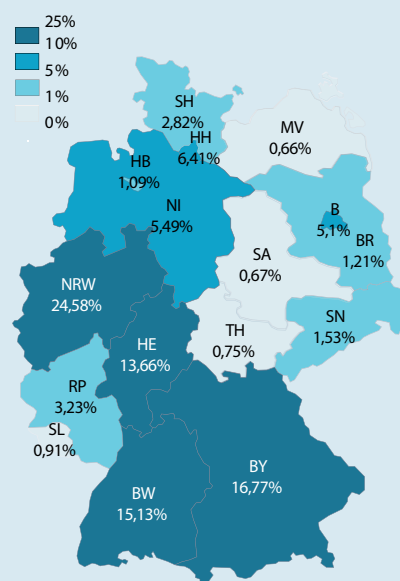 25%
10%
5%
1%
0%
SH
2,82%
HH
6,41%
MV
0,66%
HB
1,09%
NI
5,49%
B
5,1%
BR
1,21%
SA
0,67%
NRW
24,58%
HE
13,66%
TH
0,75%
SN
1,53%
RP
3,23%
SL
0,91%
BW
15,13%
BY
16,77%